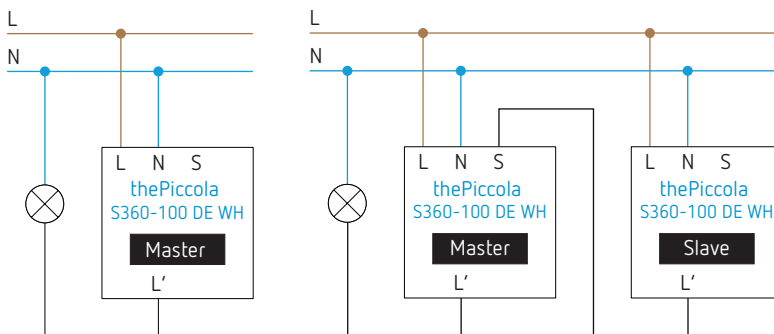 L
N
L N S
thePiccola
S360-100 DE WH
Master
L′
L
N
L N S
thePiccola
S360-100 DE WH
Master
L′
L N S
thePiccola
S360-100 DE WH
Slave
L′